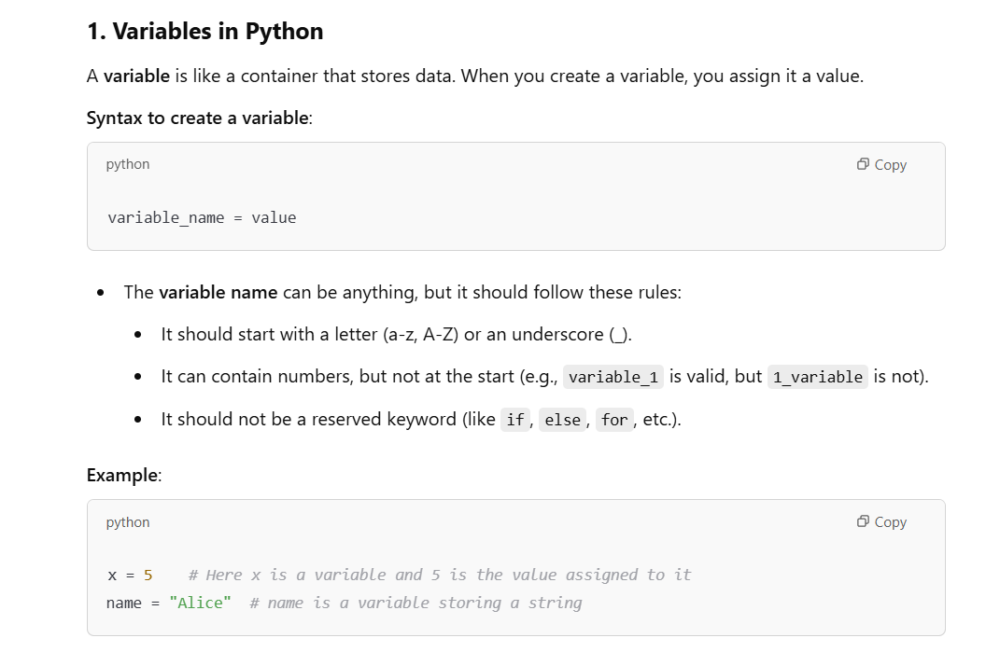 1. Variables in Python
A variable is like a container that stores data. When you create a variable, you assign it a value.
Syntax to create a variable:
python
Copy
variable_name = value
• The variable name can be anything, but it should follow these rules:
• It should start with a letter (a-z, A-Z) or an underscore (_).
• It can contain numbers, but not at the start (e.g., variable_1 is valid, but 1_variable is not).
• It should not be a reserved keyword (like if, else, for, etc.).
Example:
python
Copy
x = 5    # Here x is a variable and 5 is the value assigned to it
name = "Alice"  # name is a variable storing a string